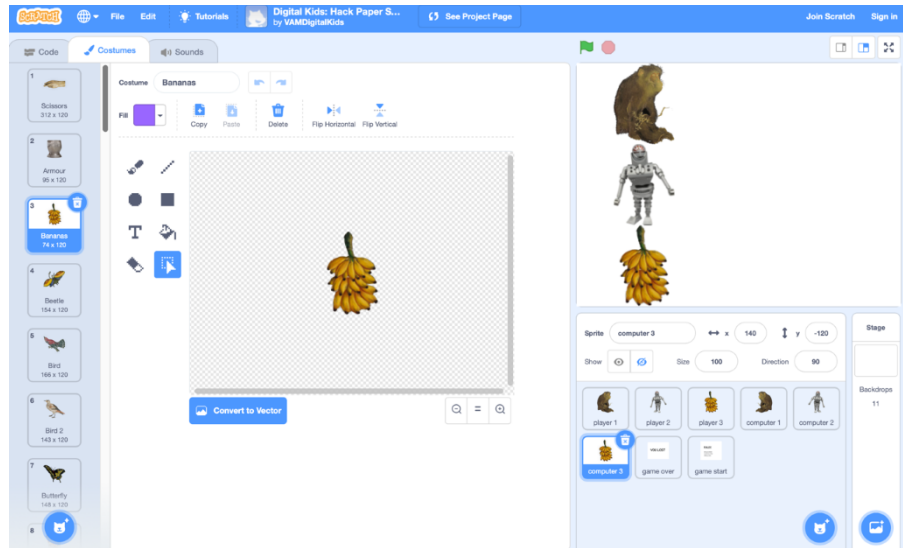 SCRATCH File Edit Tutorials Digital Kids: Hack Paper S... See Project Page Join Scratch Sign in
by VAMDigitalKids
Code Costumes Sounds
1
Scissors
312 x 120
2
Armour
95 x 120
3
Bananas
74 x 120
4
Beetle
154 x 120
5
Bird
166 x 120
6
Bird 2
143 x 120
7
Butterfly
148 x 120
8
Costume Bananas
Fill Copy Paste Delete Flip Horizontal Flip Vertical
T
Convert to Vector
Sprite computer 3 x 140 y -120
Show Size 100 Direction 90
player 1 player 2 player 3 computer 1 computer 2
computer 3 game over game start
Stage
Backdrops
11